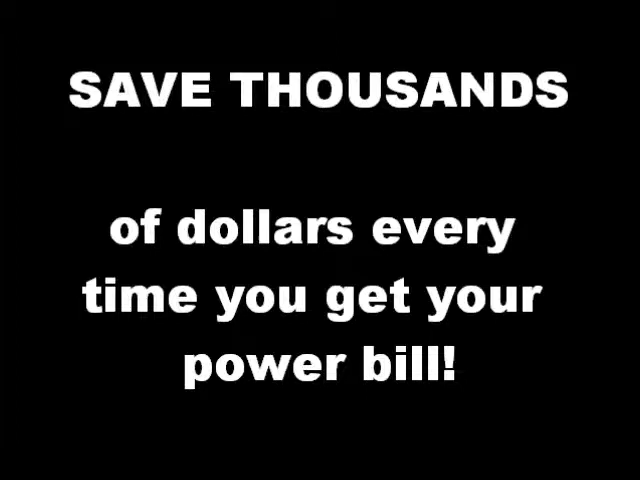 SAVE THOUSANDS
of dollars every
time you get your
power bill!